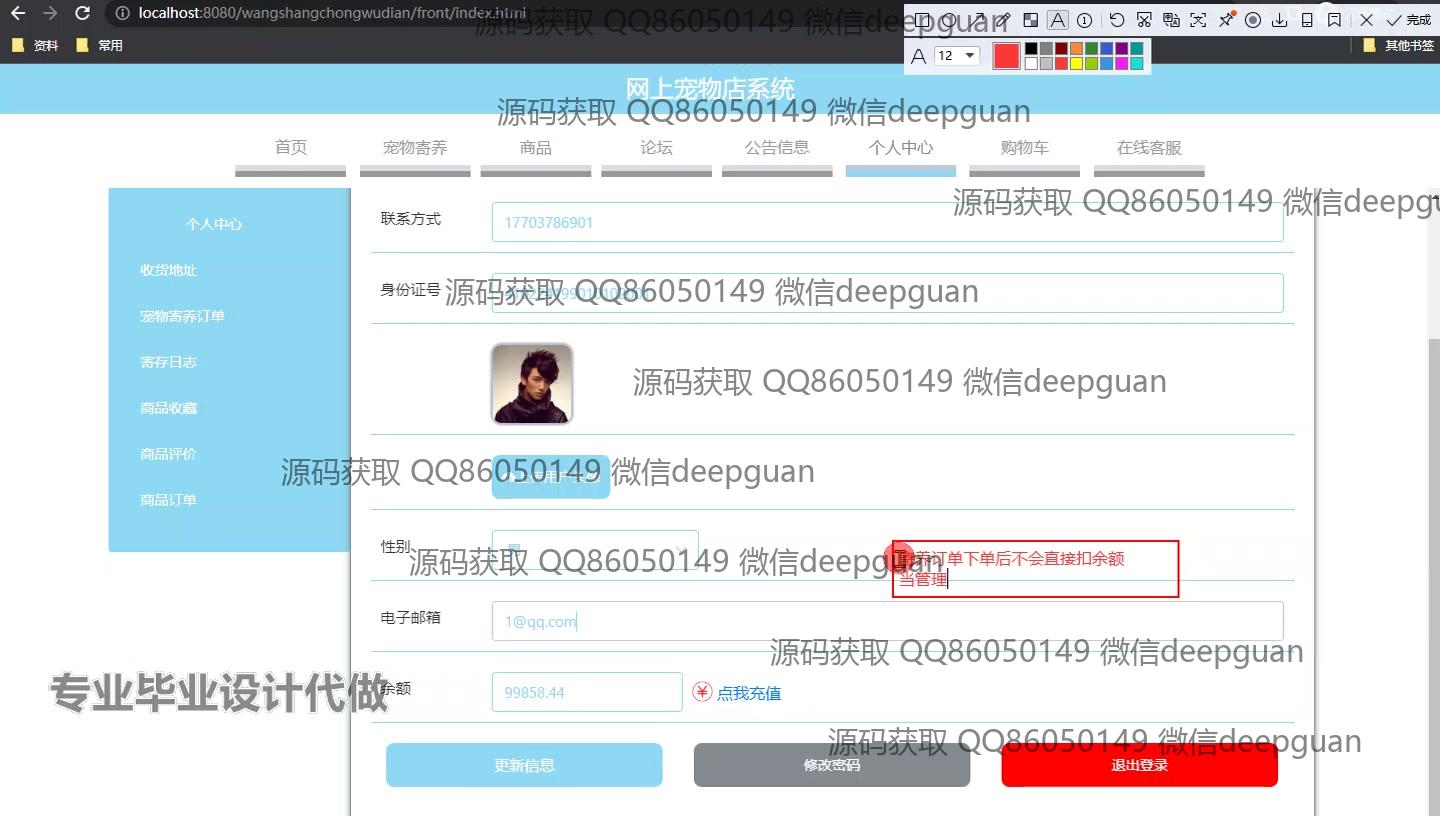 localhost:8080/wangshangchongwudian/front/index.html
源码获取 QQ86050149 微信deepguan
完成
资料
常用
12
其他书签
网上宠物店系统
源码获取 QQ86050149 微信deepguan
首页
宠物寄养
商品
论坛
公告信息
个人中心
购物车
在线客服
源码获取 QQ86050149 微信deepgu
个人中心
收货地址
宠物寄养订单
寄存日志
商品收藏
商品评价
商品订单
联系方式
17703786901
身份证号
源码获取 QQ86050149 微信deepguan
源码获取 QQ86050149 微信deepguan
源码获取 QQ86050149 微信deepguan
性别
源码获取 QQ86050149 微信deepguan
养订单下单后不会直接扣余额
当管理
电子邮箱
1@qq.com
源码获取 QQ86050149 微信deepguan
专业毕业设计代做
余额
99858.44
点我充值
源码获取 QQ86050149 微信deepguan
更新信息
修改密码
退出登录